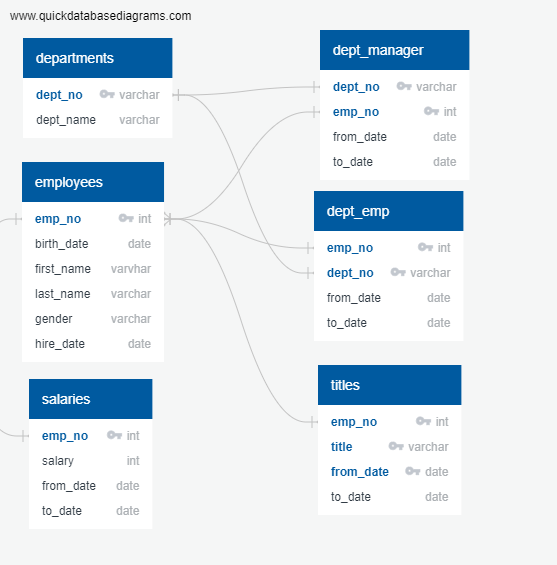 www.quickdatabasediagrams.com
departments
dept_no varchar
dept_name varchar
employees
emp_no int
birth_date date
first_name varvhar
last_name varchar
gender varchar
hire_date date
salaries
emp_no int
salary int
from_date date
to_date date
dept_manager
dept_no varchar
emp_no int
from_date date
to_date date
dept_emp
emp_no int
dept_no varchar
from_date date
to_date date
titles
emp_no int
title varchar
from_date date
to_date date